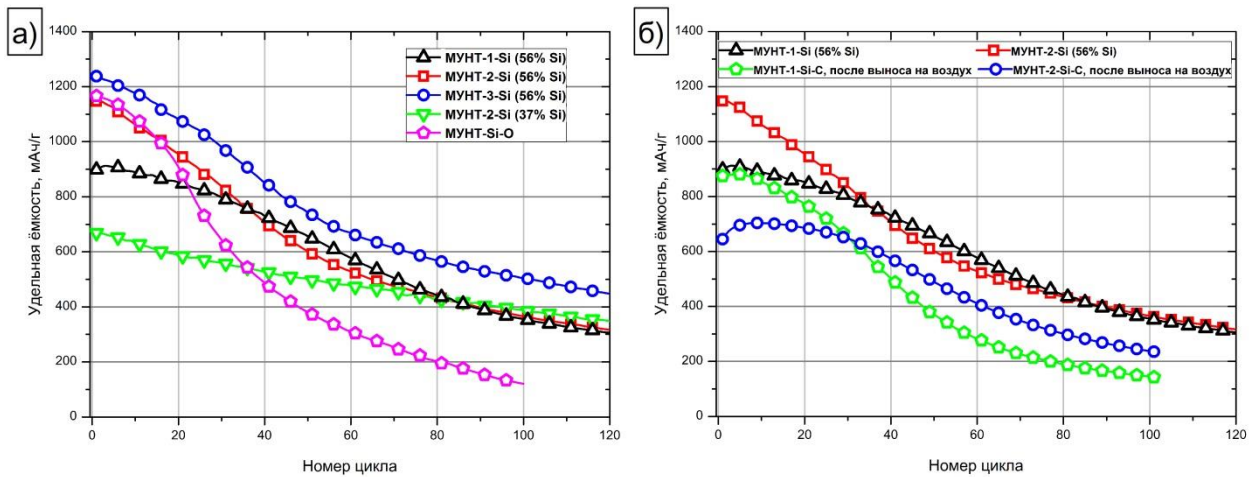 а)
1400
1200
1000
800
600
400
200
0
Удельная ёмкость, мАч/г
МУНТ-1-Si (56% Si)
МУНТ-2-Si (56% Si)
МУНТ-3-Si (56% Si)
МУНТ-2-Si (37% Si)
МУНТ-Si-O
0 20 40 60 80 100 120
Номер цикла
б)
1400
1200
1000
800
600
400
200
0
Удельная ёмкость, мАч/г
МУНТ-1-Si (56% Si) МУНТ-2-Si (56% Si)
МУНТ-1-Si-C, после выноса на воздух МУНТ-2-Si-C, после выноса на воздух
0 20 40 60 80 100 120
Номер цикла